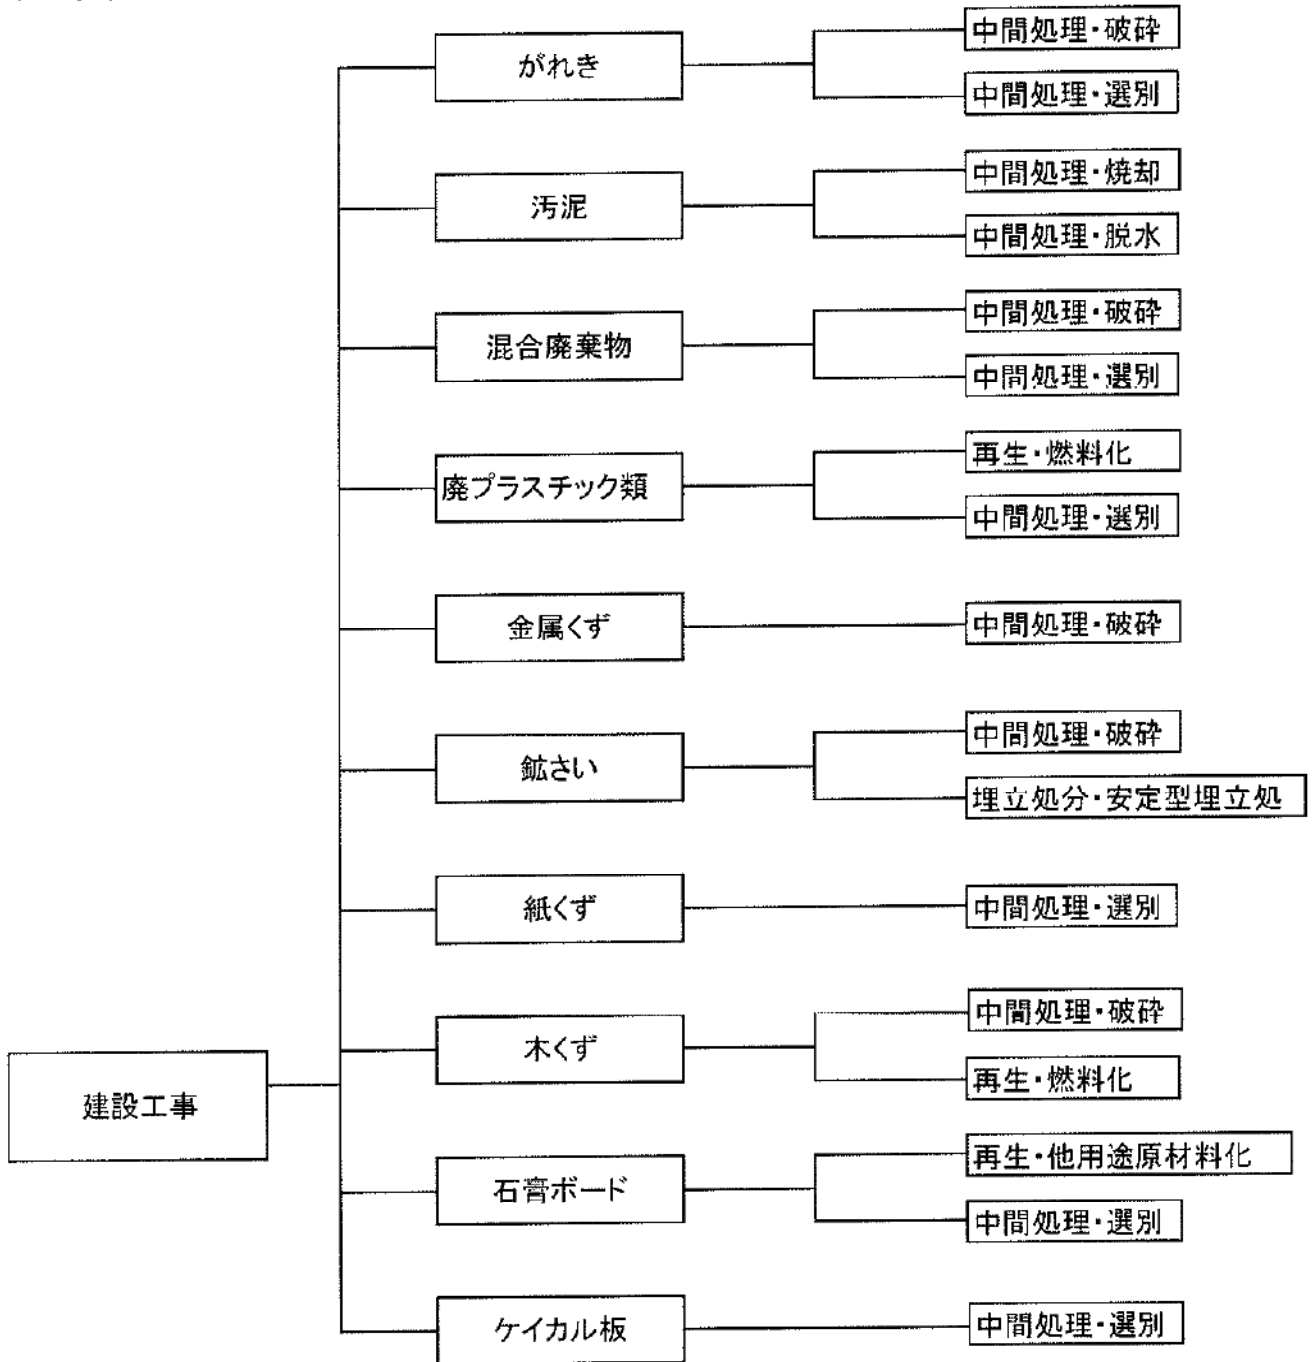 がれき
中間処理・破砕
中間処理・選別
汚泥
中間処理・焼却
中間処理・脱水
混合廃棄物
中間処理・破砕
中間処理・選別
廃プラスチック類
再生・燃料化
中間処理・選別
金属くず
中間処理・破砕
鉱さい
中間処理・破砕
埋立処分・安定型埋立処
紙くず
中間処理・選別
木くず
中間処理・破砕
再生・燃料化
建設工事
石膏ボード
再生・他用途原材料化
中間処理・選別
ケイカル板
中間処理・選別